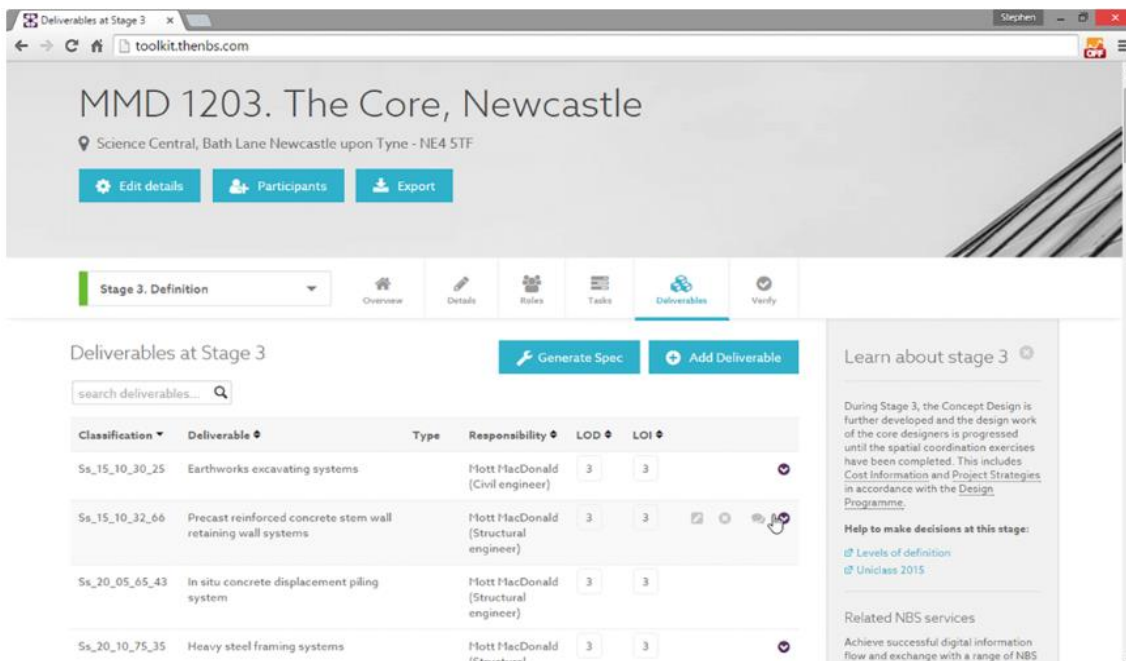 Deliverables at Stage 3
Stephen
toolkit.thenbs.com
OFF
MMD 1203. The Core, Newcastle
Science Central, Bath Lane Newcastle upon Tyne - NE4 5TF
Edit details
Participants
Export
Stage 3. Definition
Overview
Details
Roles
Tasks
Deliverables
Verify
Deliverables at Stage 3
Generate Spec
Add Deliverable
search deliverables...
Classification Deliverable Type Responsibility LOD LOI
Ss_15_10_30_25 Earthworks excavating systems Mott MacDonald 3 3
(Civil engineer)
Ss_15_10_32_66 Precast reinforced concrete stem wall Mott MacDonald 3 3
retaining wall systems (Structural
engineer)
Ss_20_05_65_43 In situ concrete displacement piling Mott MacDonald 3 3
system (Structural
engineer)
Ss_20_10_75_35 Heavy steel framing systems Mott MacDonald 3 3
(Structural
Learn about stage 3
During Stage 3, the Concept Design is
further developed and the design work
of the core designers is progressed
until the spatial coordination exercises
have been completed. This includes
Cost Information and Project Strategies
in accordance with the Design
Programme.
Help to make decisions at this stage:
Levels of definition
Uniclass 2015
Related NBS services
Achieve successful digital information
flow and exchange with a range of NBS